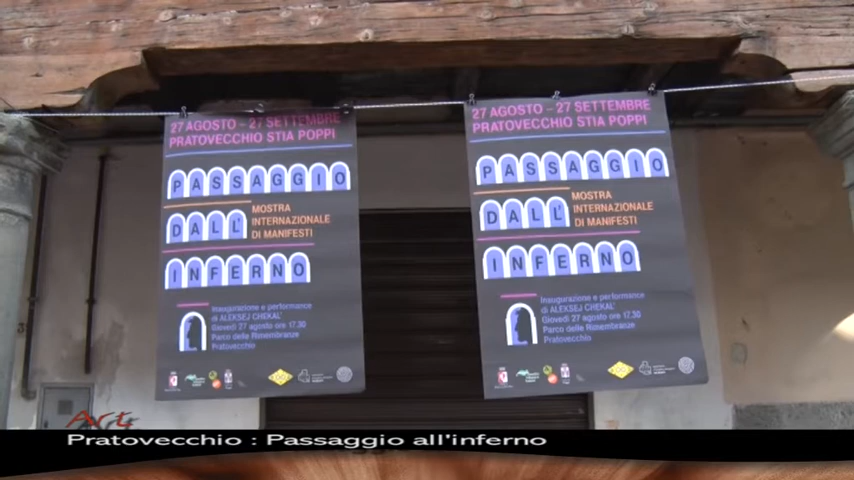 27 AGOSTO - 27 SETTEMBRE
PRATOVECCHIO STIA POPPI
PASSAGGIO
DALL'
MOSTRA
INTERNAZIONALE
DI MANIFESTI
INFERNO
Inaugurazione e performance
di ALEKSEJ CHEKAL'
Giovedì 27 agosto ore 17.30
Parco delle Rimembranze
Pratovecchio
27 AGOSTO - 27 SETTEMBRE
PRATOVECCHIO STIA POPPI
PASSAGGIO
DALL'
MOSTRA
INTERNAZIONALE
DI MANIFESTI
INFERNO
Inaugurazione e performance
di ALEKSEJ CHEKAL'
Giovedì 27 agosto ore 17.30
Parco delle Rimembranze
Pratovecchio
Art
Pratovecchio : Passaggio all'inferno